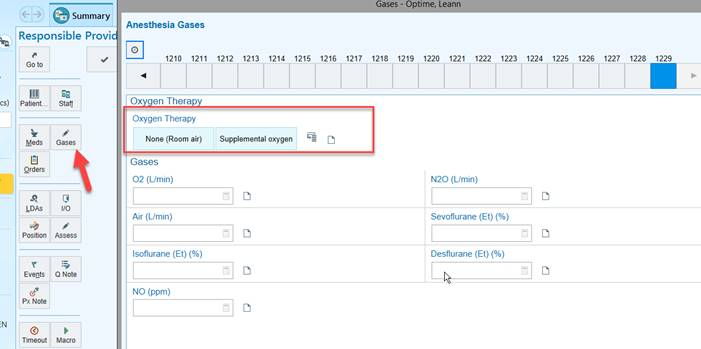 Gases - Optime, Leann
Summary
Responsible Provid
Go to
Patient...
Staff
Meds
Gases
Orders
LDAs
I/O
Position
Assess
Events
Q Note
Px Note
Timeout
Macro
cs)
EN
Anesthesia Gases
1210 1211 1212 1213 1214 1215 1216 1217 1218 1219 1220 1221 1222 1223 1224 1225 1226 1227 1228 1229
Oxygen Therapy
Oxygen Therapy
None (Room air) Supplemental oxygen
Gases
O2 (L/min) N2O (L/min)
Air (L/min) Sevoflurane (Et) (%)
Isoflurane (Et) (%) Desflurane (Et) (%)
NO (ppm)